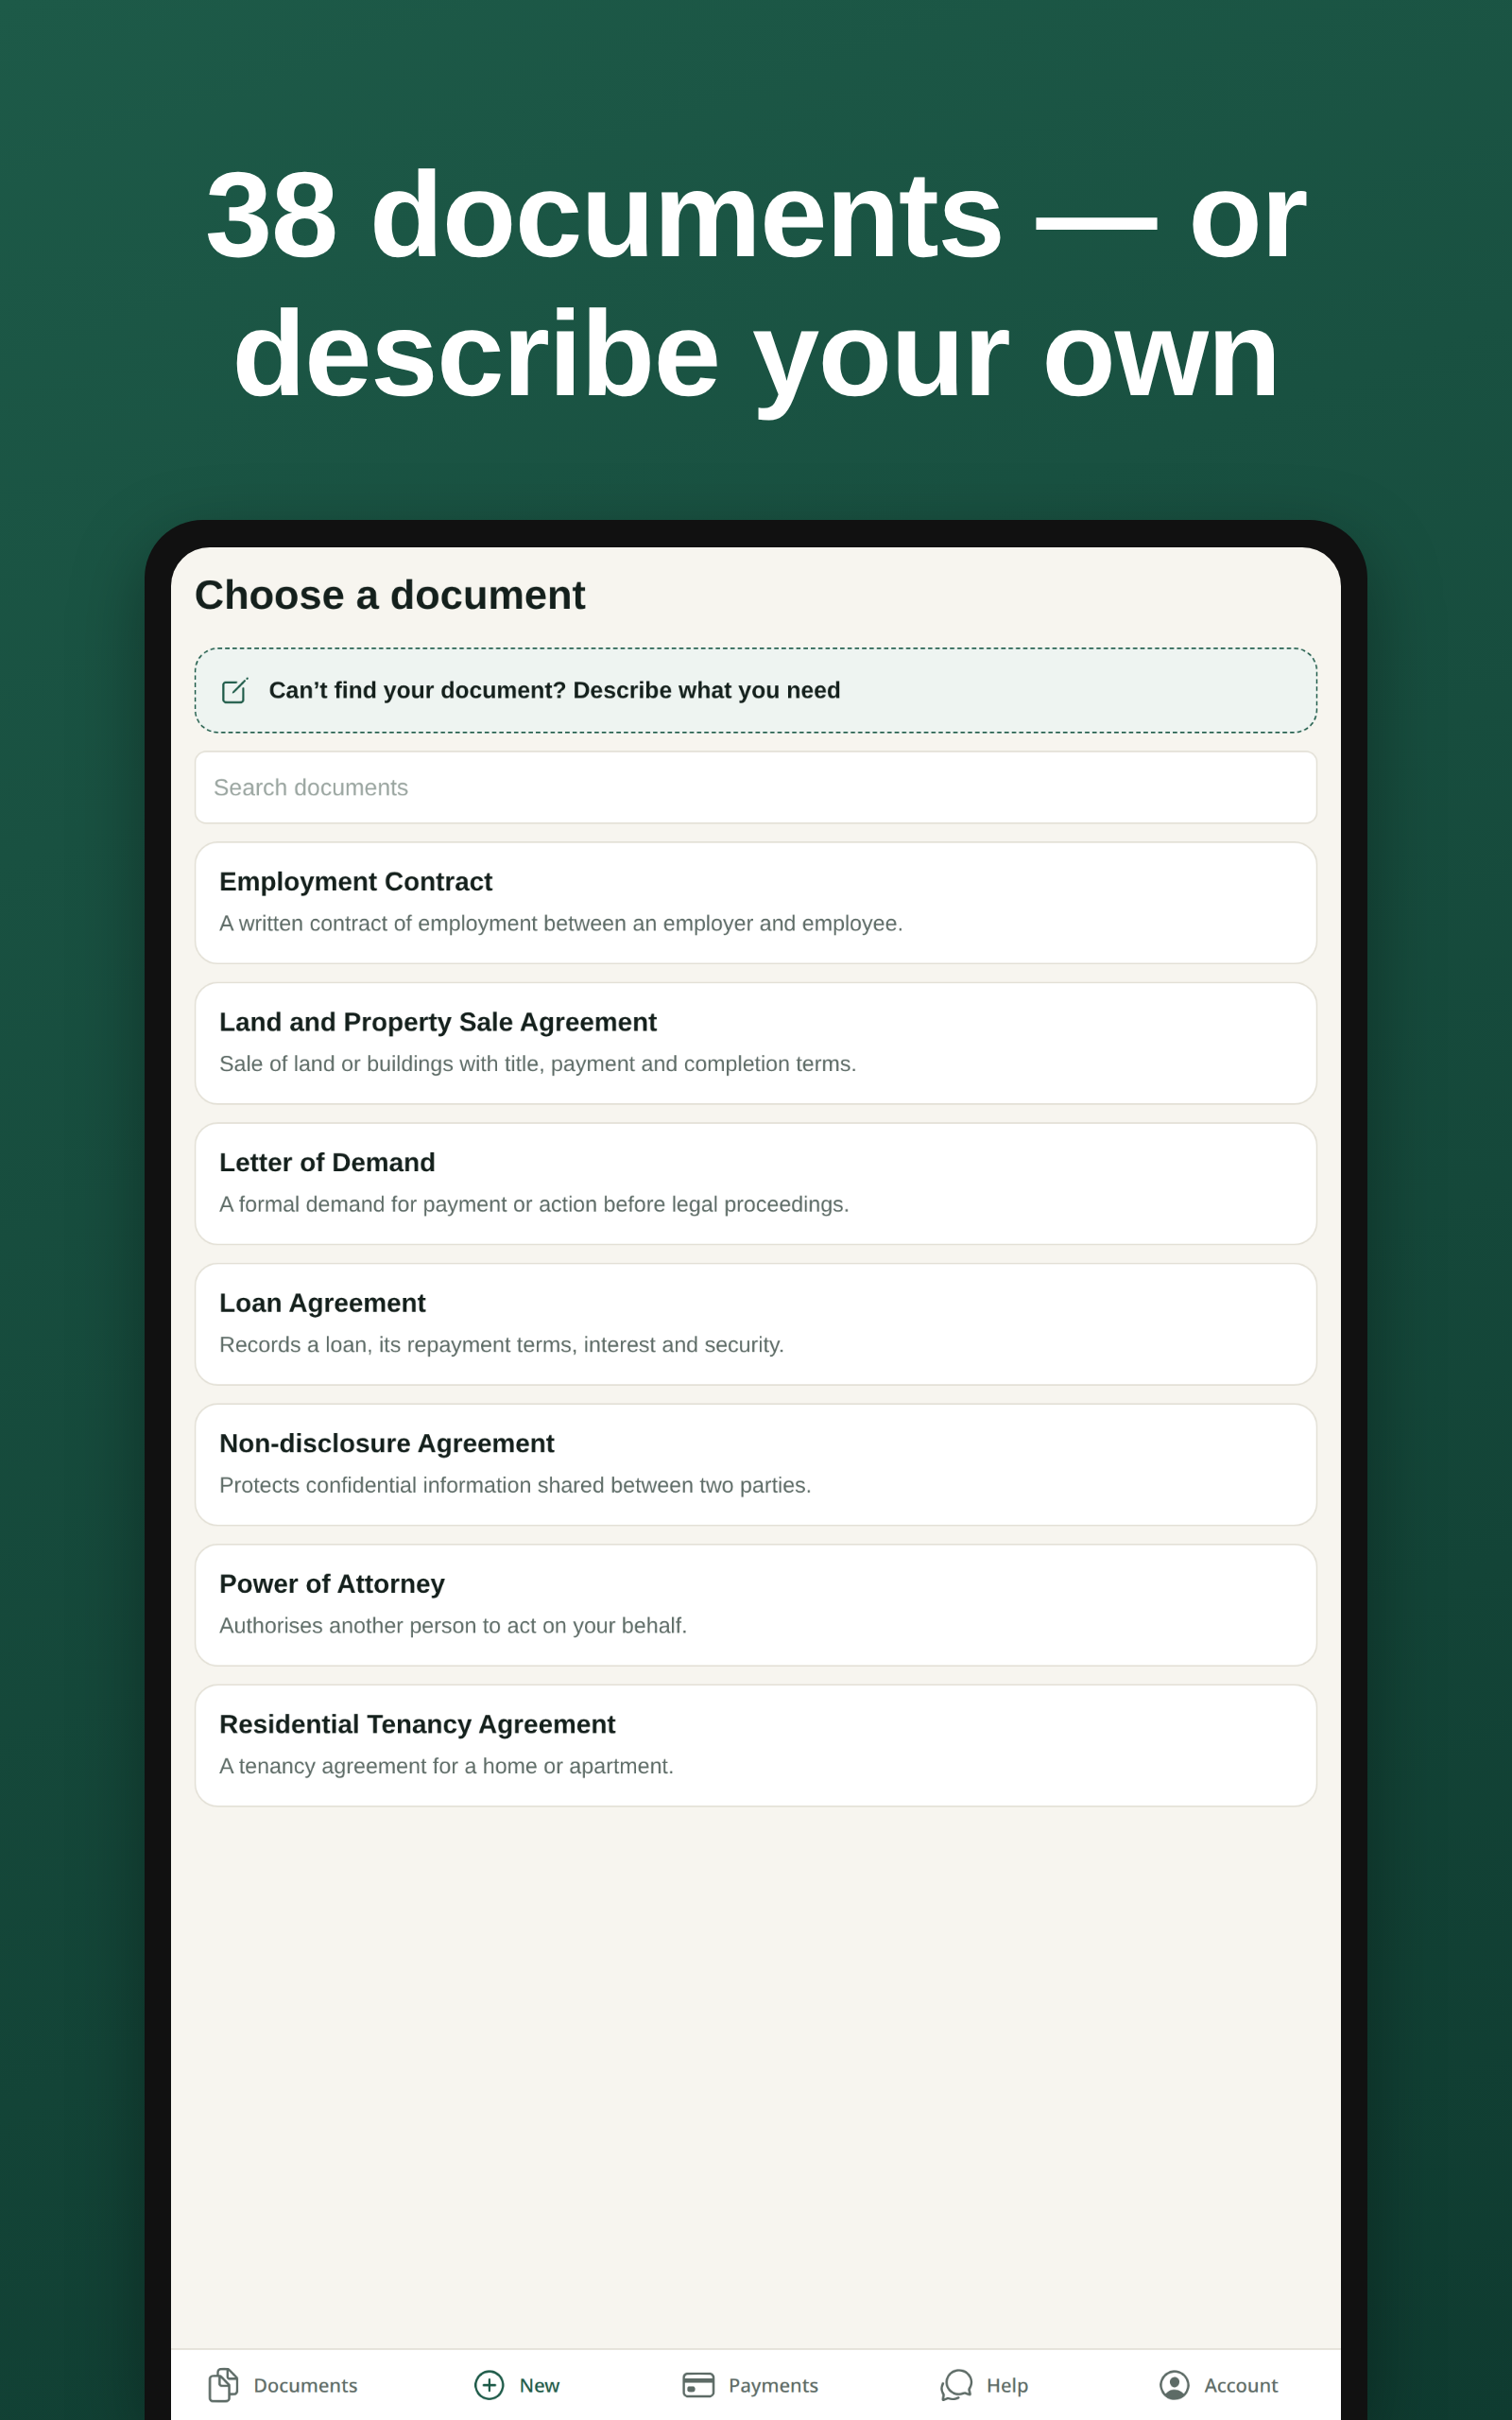 38 documents — or
describe your own
Choose a document
Can’t find your document? Describe what you need
Search documents
Employment Contract
A written contract of employment between an employer and employee.
Land and Property Sale Agreement
Sale of land or buildings with title, payment and completion terms.
Letter of Demand
A formal demand for payment or action before legal proceedings.
Loan Agreement
Records a loan, its repayment terms, interest and security.
Non-disclosure Agreement
Protects confidential information shared between two parties.
Power of Attorney
Authorises another person to act on your behalf.
Residential Tenancy Agreement
A tenancy agreement for a home or apartment.
Documents New Payments Help Account